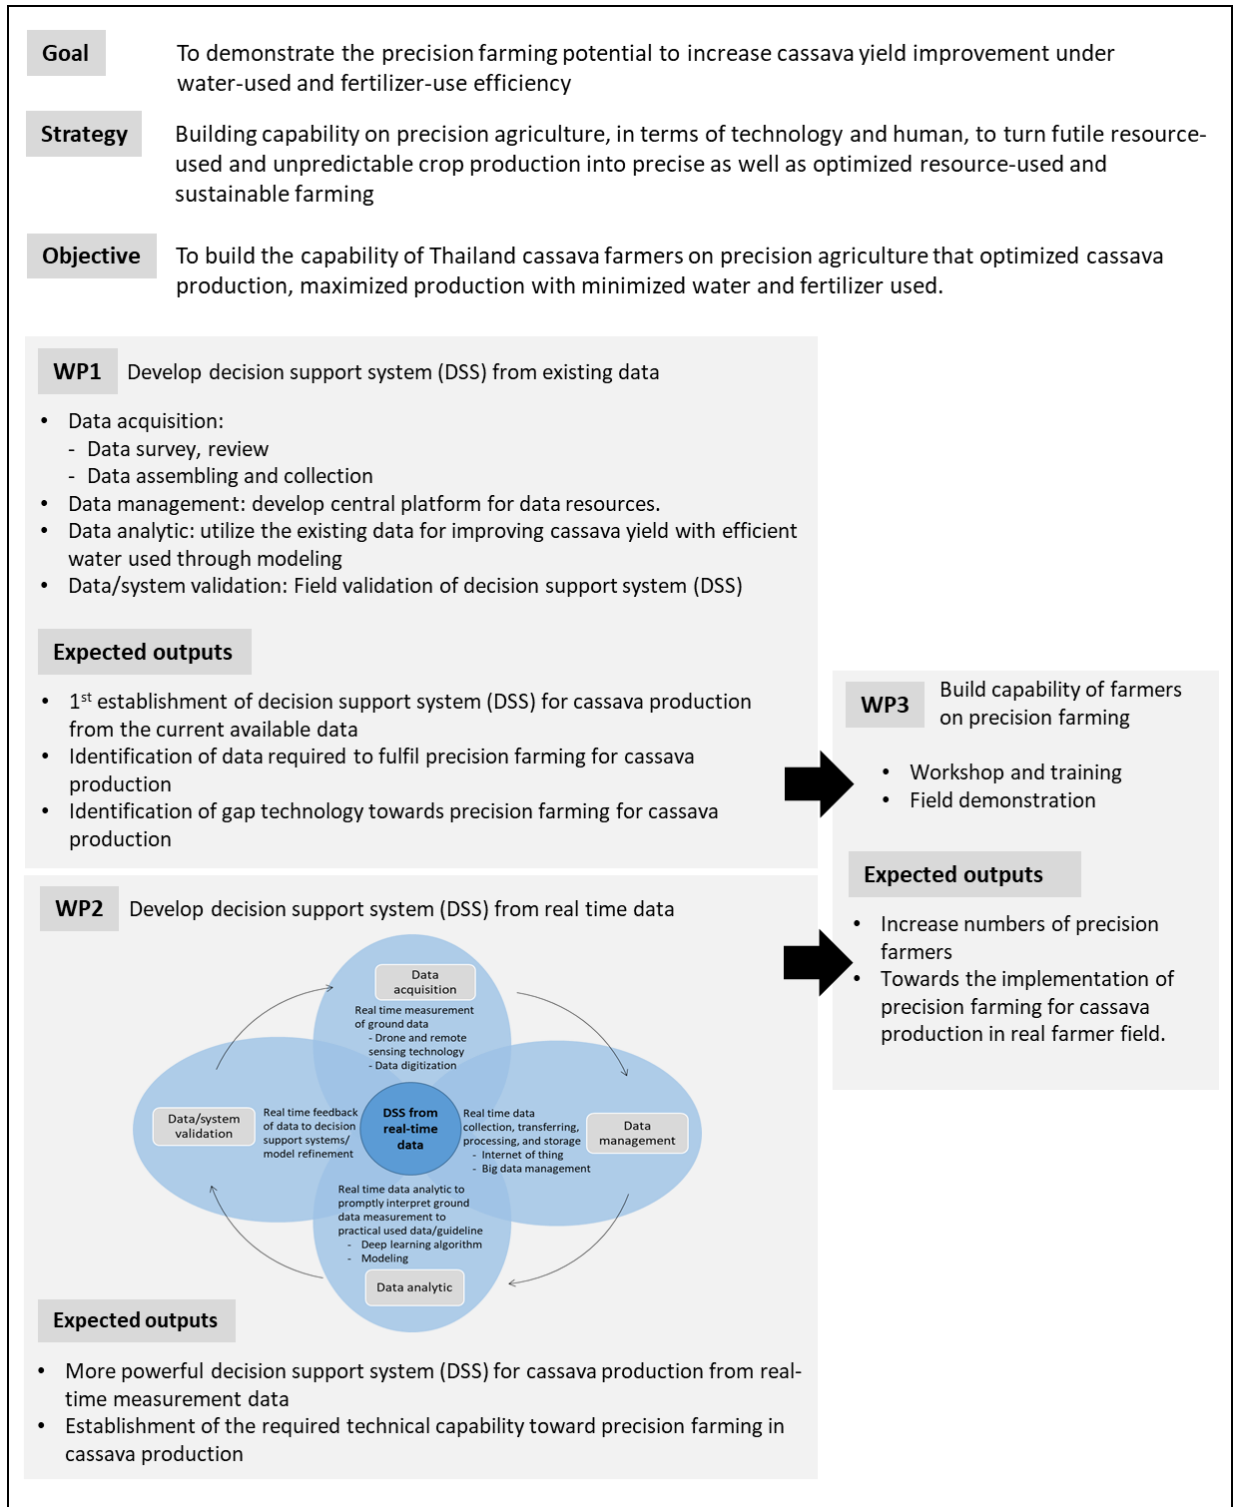 Goal
To demonstrate the precision farming potential to increase cassava yield improvement under
water-used and fertilizer-use efficiency
Strategy
Building capability on precision agriculture, in terms of technology and human, to turn futile resource-
used and unpredictable crop production into precise as well as optimized resource-used and
sustainable farming
Objective
To build the capability of Thailand cassava farmers on precision agriculture that optimized cassava
production, maximized production with minimized water and fertilizer used.
WP1
Develop decision support system (DSS) from existing data
• Data acquisition:
- Data survey, review
- Data assembling and collection
• Data management: develop central platform for data resources.
• Data analytic: utilize the existing data for improving cassava yield with efficient
water used through modeling
• Data/system validation: Field validation of decision support system (DSS)
Expected outputs
• 1st establishment of decision support system (DSS) for cassava production
from the current available data
• Identification of data required to fulfil precision farming for cassava
production
• Identification of gap technology towards precision farming for cassava
production
WP2
Develop decision support system (DSS) from real time data
Data
acquisition
Real time measurement
of ground data
- Drone and remote
sensing technology
- Data digitization
Data/system
validation
Real time feedback
of data to decision
support systems/
model refinement
DSS from
real-time
data
Real time data
collection, transferring,
processing, and storage
- Internet of thing
- Big data management
Data
management
Real time data analytic to
promptly interpret ground
data measurement to
practical used data/guideline
- Deep learning algorithm
- Modeling
Data analytic
Expected outputs
• More powerful decision support system (DSS) for cassava production from real-
time measurement data
• Establishment of the required technical capability toward precision farming in
cassava production
WP3
Build capability of farmers
on precision farming
• Workshop and training
• Field demonstration
Expected outputs
• Increase numbers of precision
farmers
• Towards the implementation of
precision farming for cassava
production in real farmer field.